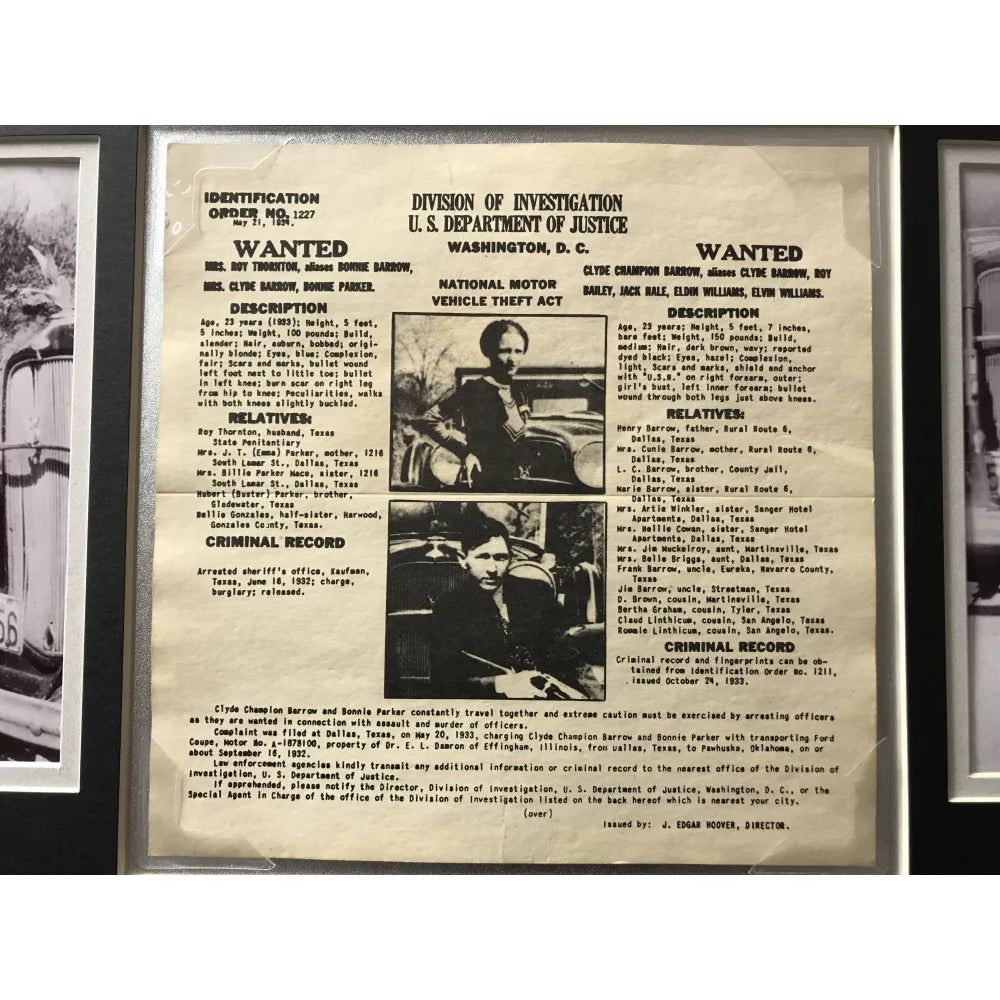 IDENTIFICATION
ORDER NO. 1227
May 21, 1934.
DIVISION OF INVESTIGATION
U. S. DEPARTMENT OF JUSTICE
WASHINGTON, D. C.
NATIONAL MOTOR
VEHICLE THEFT ACT
WANTED
MRS. ROY THORNTON, aliases BONNIE BARROW,
MRS. CLYDE BARROW, BONNIE PARKER.
DESCRIPTION
Age, 23 years (1933); Height, 5 feet,
5 inches; Weight, 100 pounds; Build,
slender; Hair, auburn, bobbed; origi-
nally blonde; Eyes, blue; Complexion,
fair; Scars and marks, bullet wound
left foot next to little toe; bullet
in left knee; burn scar on right leg
from hip to knee; Peculiarities, walks
with both knees slightly buckled.
RELATIVES:
Roy Thornton, husband, Texas
State Penitentiary
Mrs. J. T. (Emma) Parker, mother, 1216
South Lamar St., Dallas, Texas
Mrs. Billie Parker Mace, sister, 1216
South Lamar St., Dallas, Texas
Hubert (Buster) Parker, brother,
Gladewater, Texas
Nellie Gonzales, half-sister, Harwood,
Gonzales County, Texas.
CRIMINAL RECORD
Arrested sheriff's office, Kaufman,
Texas, June 16, 1932; charge,
burglary; released.
WANTED
CLYDE CHAMPION BARROW, aliases CLYDE BARROW, ROY
BAILEY, JACK HALE, ELDIN WILLIAMS, ELVIN WILLIAMS.
DESCRIPTION
Age, 23 years; Height, 5 feet, 7 inches,
bare feet; Weight, 150 pounds; Build,
medium; Hair, dark brown, wavy; reported
dyed black; Eyes, hazel; Complexion,
light, Scars and marks, shield and anchor
with "U.S.N." on right forearm, outer;
girl's bust, left inner forearm; bullet
wound through both legs just above knees.
RELATIVES:
Henry Barrow, father, Rural Route 6,
Dallas, Texas
Mrs. Cunie Barrow, mother, Rural Route 6,
Dallas, Texas
L. C. Barrow, brother, County Jail,
Dallas, Texas
Marie Barrow, sister, Rural Route 6,
Dallas, Texas
Mrs. Artie Winkler, sister, Sanger Hotel
Apartments, Dallas, Texas
Mrs. Nellie Cowan, sister, Sanger Hotel
Apartments, Dallas, Texas
Mrs. Jim Muckelroy, aunt, Martinsville, Texas
Mrs. Belle Briggs, aunt, Dallas, Texas
Frank Barrow, uncle, Eureka, Navarro County,
Texas
Jim Barrow, uncle, Streetman, Texas
D. Brown, cousin, Martinsville, Texas
Bertha Graham, cousin, Tyler, Texas
Claud Linthicum, cousin, San Angelo, Texas
Rommie Linthicum, cousin, San Angelo, Texas.
CRIMINAL RECORD
Criminal record and fingerprints can be ob-
tained from Identification Order No. 1211,
issued October 24, 1933.
Clyde Champion Barrow and Bonnie Parker constantly travel together and extreme caution must be exercised by arresting officers
as they are wanted in connection with assault and murder of officers.
Complaint was filed at Dallas, Texas, on May 20, 1933, charging Clyde Champion Barrow and Bonnie Parker with transporting Ford
Coupe, Motor No. A-1878100, property of Dr. E. L. Damron of Effingham, Illinois, from Dallas, Texas, to Pawhuska, Oklahoma, on or
about September 16, 1932.
Law enforcement agencies kindly transmit any additional information or criminal record to the nearest office of the Division of
Investigation, U. S. Department of Justice.
If apprehended, please notify the Director, Division of Investigation, U. S. Department of Justice, Washington, D. C., or the
Special Agent in Charge of the office of the Division of Investigation listed on the back hereof which is nearest your city.
(over)
Issued by: J. EDGAR HOOVER, DIRECTOR.